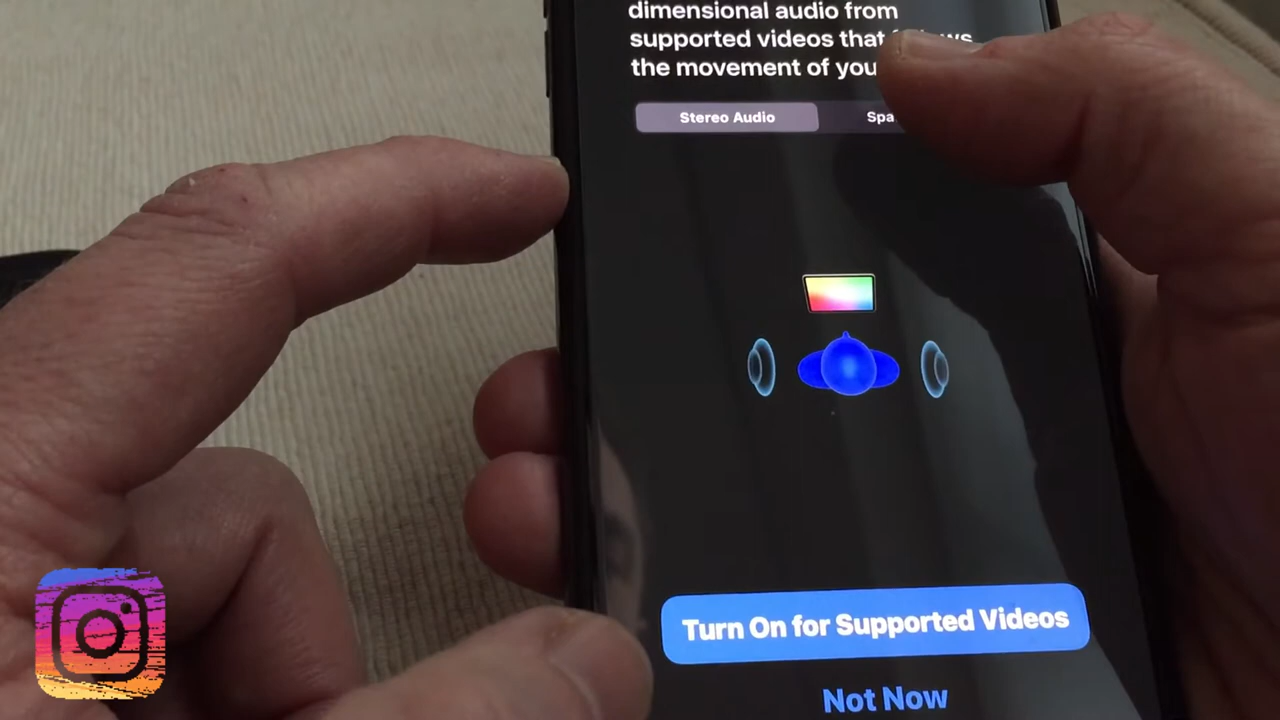 dimensional audio from
supported videos that
the movement of you
Stereo Audio
Spa
Turn On for Supported Videos
Not Now